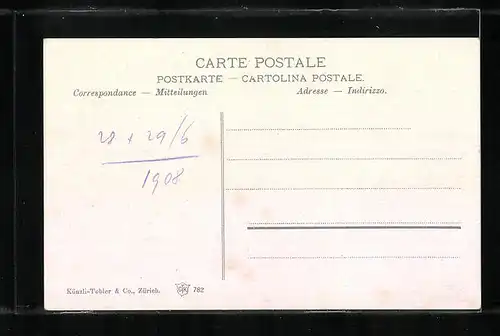 CARTE POSTALE
POSTKARTE — CARTOLINA POSTALE.
Correspondance — Mitteilungen
Adresse — Indirizzo.
28 + 29/6
1908
Künzli-Tobler & Co., Zürich.
782